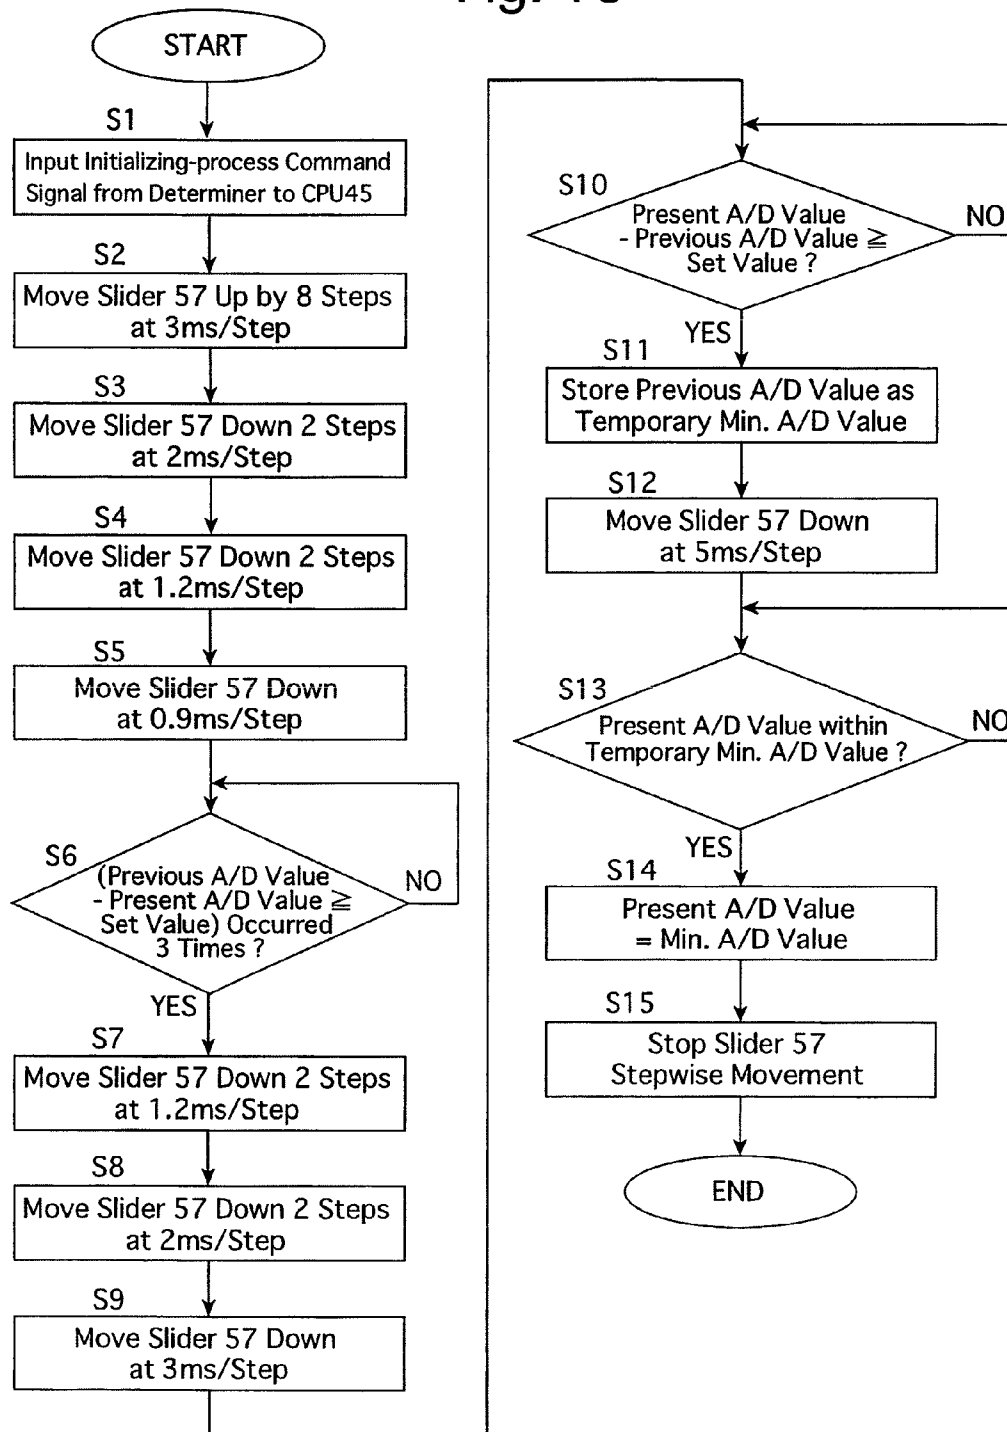 START
S1
Input Initializing-process Command
Signal from Determiner to CPU45
S2
Move Slider 57 Up by 8 Steps
at 3ms/Step
S3
Move Slider 57 Down 2 Steps
at 2ms/Step
S4
Move Slider 57 Down 2 Steps
at 1.2ms/Step
S5
Move Slider 57 Down
at 0.9ms/Step
S6
(Previous A/D Value
- Present A/D Value ≧
Set Value) Occurred
3 Times ?
NO
YES
S7
Move Slider 57 Down 2 Steps
at 1.2ms/Step
S8
Move Slider 57 Down 2 Steps
at 2ms/Step
S9
Move Slider 57 Down
at 3ms/Step
S10
Present A/D Value
- Previous A/D Value ≧
Set Value ?
NO
YES
S11
Store Previous A/D Value as
Temporary Min. A/D Value
S12
Move Slider 57 Down
at 5ms/Step
S13
Present A/D Value within
Temporary Min. A/D Value ?
NO
YES
S14
Present A/D Value
= Min. A/D Value
S15
Stop Slider 57
Stepwise Movement
END